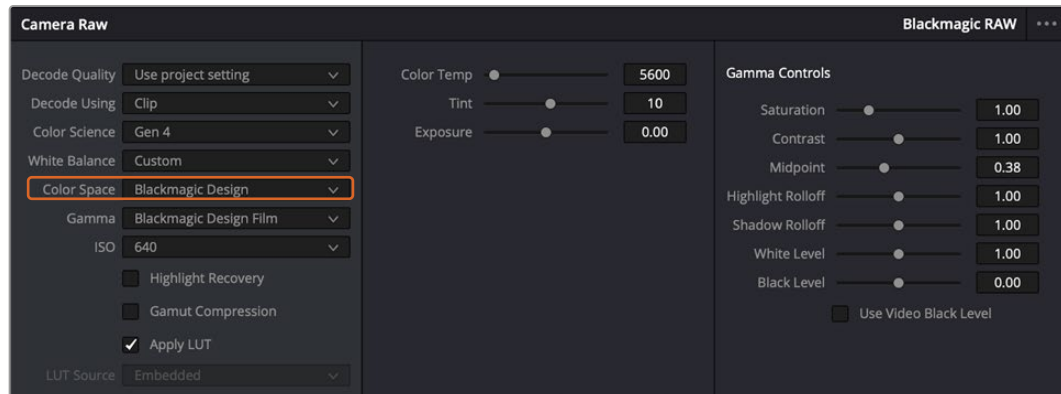 Camera Raw
Blackmagic RAW
Decode Quality Use project setting
Decode Using Clip
Color Science Gen 4
White Balance Custom
Color Space Blackmagic Design
Gamma Blackmagic Design Film
ISO 640
Highlight Recovery
Gamut Compression
Apply LUT
LUT Source Embedded
Color Temp 5600
Tint 10
Exposure 0.00
Gamma Controls
Saturation 1.00
Contrast 1.00
Midpoint 0.38
Highlight Rolloff 1.00
Shadow Rolloff 1.00
White Level 1.00
Black Level 0.00
Use Video Black Level